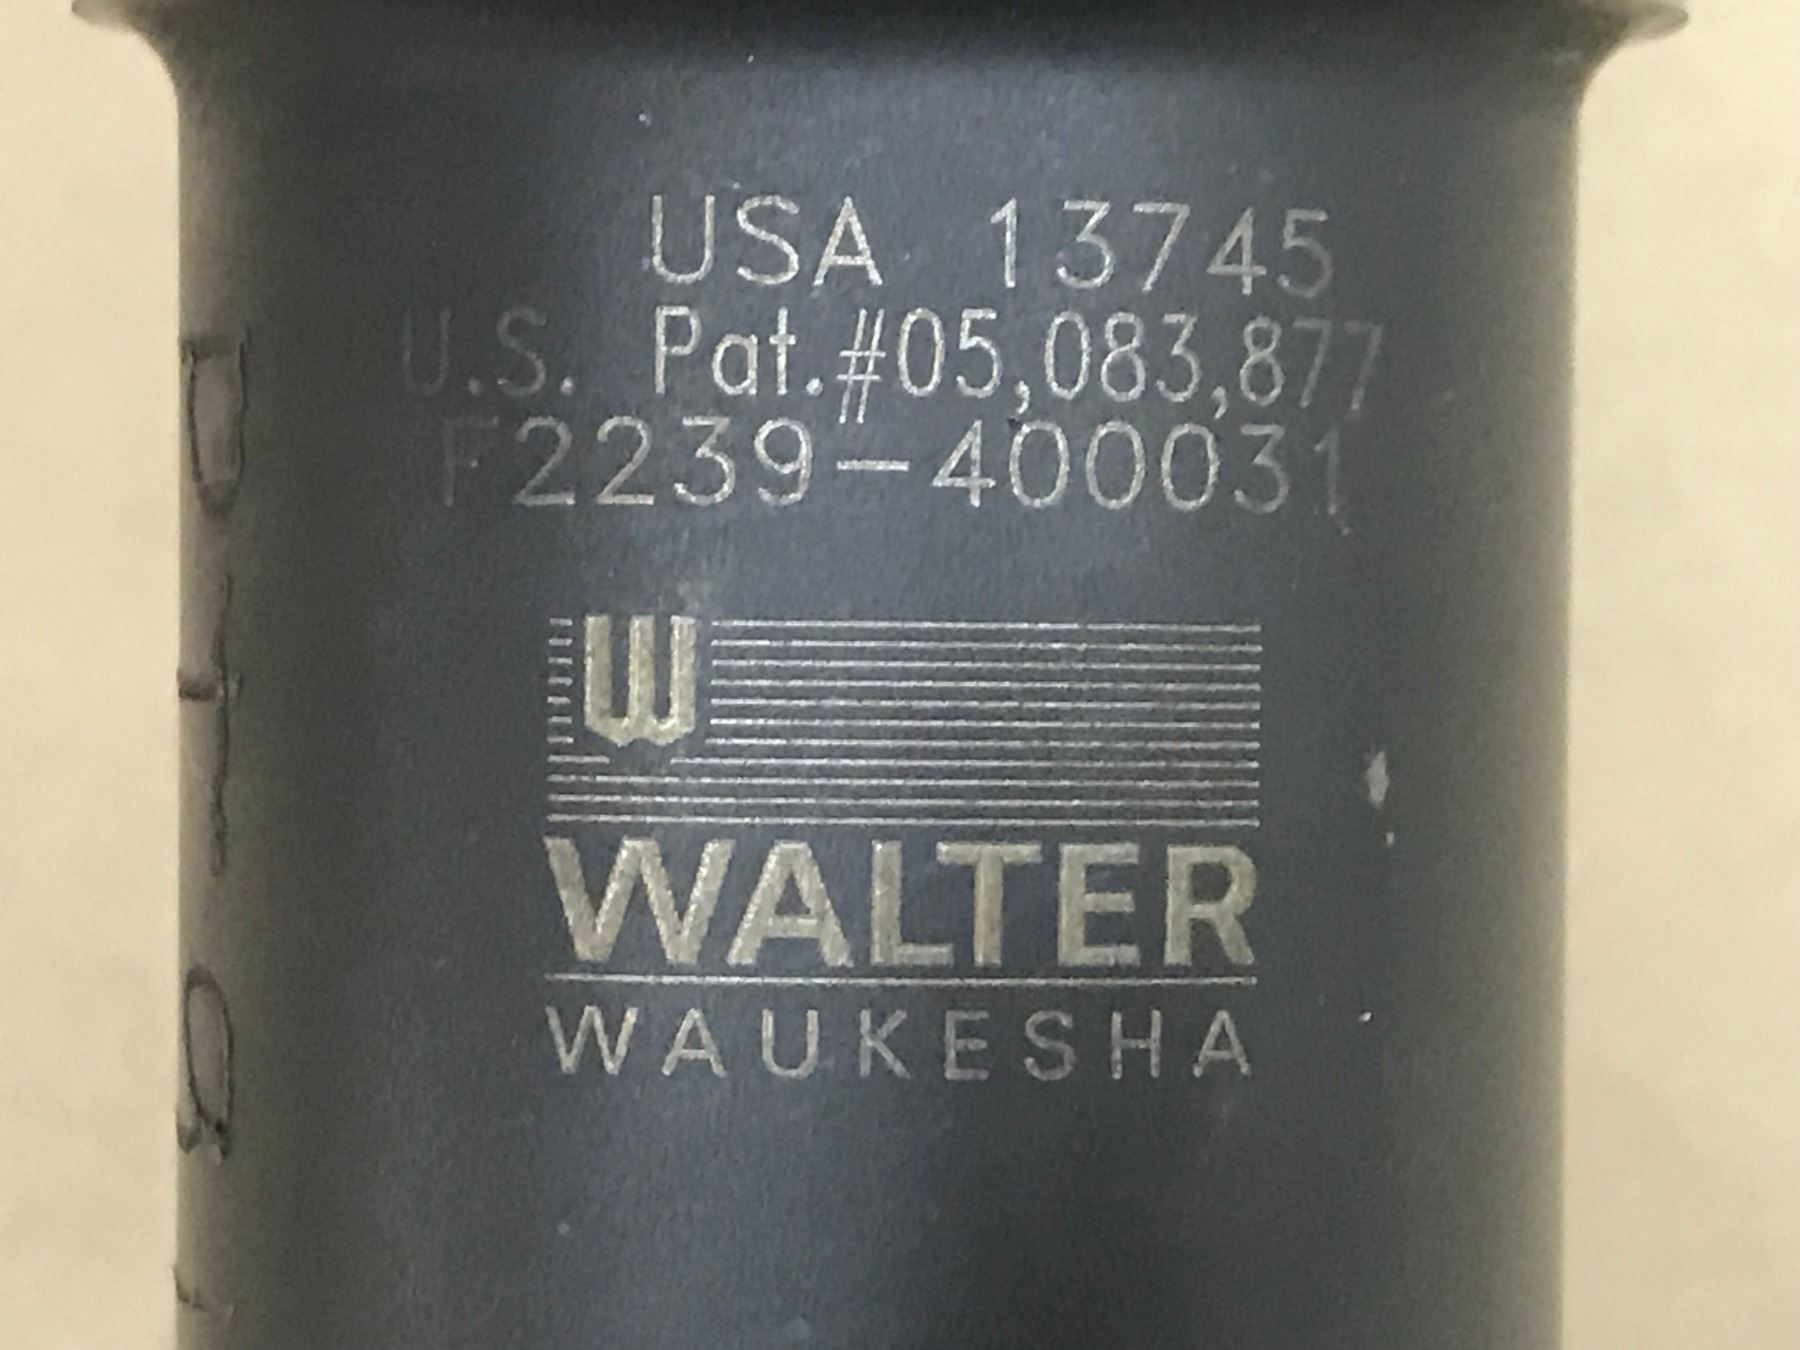 USA 13745
U.S. Pat.#05,083,877
F2239-400031
W
WALTER
WAUKESHA